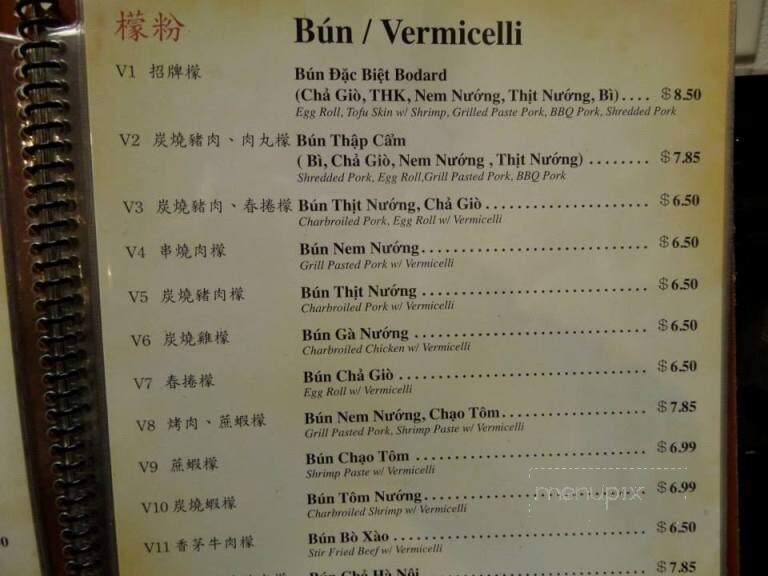 檬粉 Bún / Vermicelli
V1 招牌檬 Bún Đặc Biệt Bodard
(Chả Giò, THK, Nem Nướng, Thịt Nướng, Bì).... $8.50
Egg Roll, Tofu Skin w/ Shrimp, Grilled Paste Pork, BBQ Pork, Shredded Pork
V2 炭燒豬肉、肉丸檬 Bún Thập Cẩm
( Bì, Chả Giò, Nem Nướng , Thịt Nướng) ........ $7.85
Shredded Pork, Egg Roll,Grill Pasted Pork, BBQ Pork
V3 炭燒豬肉、春捲檬 Bún Thịt Nướng, Chả Giò ..................... $6.50
Charbroiled Pork, Egg Roll w/ Vermicelli
V4 串燒肉檬 Bún Nem Nướng............................. $6.50
Grill Pasted Pork w/ Vermicelli
V5 炭燒豬肉檬 Bún Thịt Nướng ............................. $6.50
Charbroiled Pork w/ Vermicelli
V6 炭燒雞檬 Bún Gà Nướng .............................. $6.50
Charbroiled Chicken w/ Vermicelli
V7 春捲檬 Bún Chả Giò ................................ $6.50
Egg Roll w/ Vermicelli
V8 烤肉、蔗蝦檬 Bún Nem Nướng, Chạo Tôm................... $7.85
Grill Pasted Pork, Shrimp Paste w/ Vermicelli
V9 蔗蝦檬 Bún Chạo Tôm .............................. $6.99
Shrimp Paste w/ Vermicelli
V10 炭燒蝦檬 Bún Tôm Nướng............................ $6.99
Charbroiled Shrimp w/ Vermicelli
V11 香茅牛肉檬 Bún Bò Xào ................................ $6.50
Stir Fried Beef w/ Vermicelli
Bún Chả Hà Nội ............................ $7.85
menupix
0